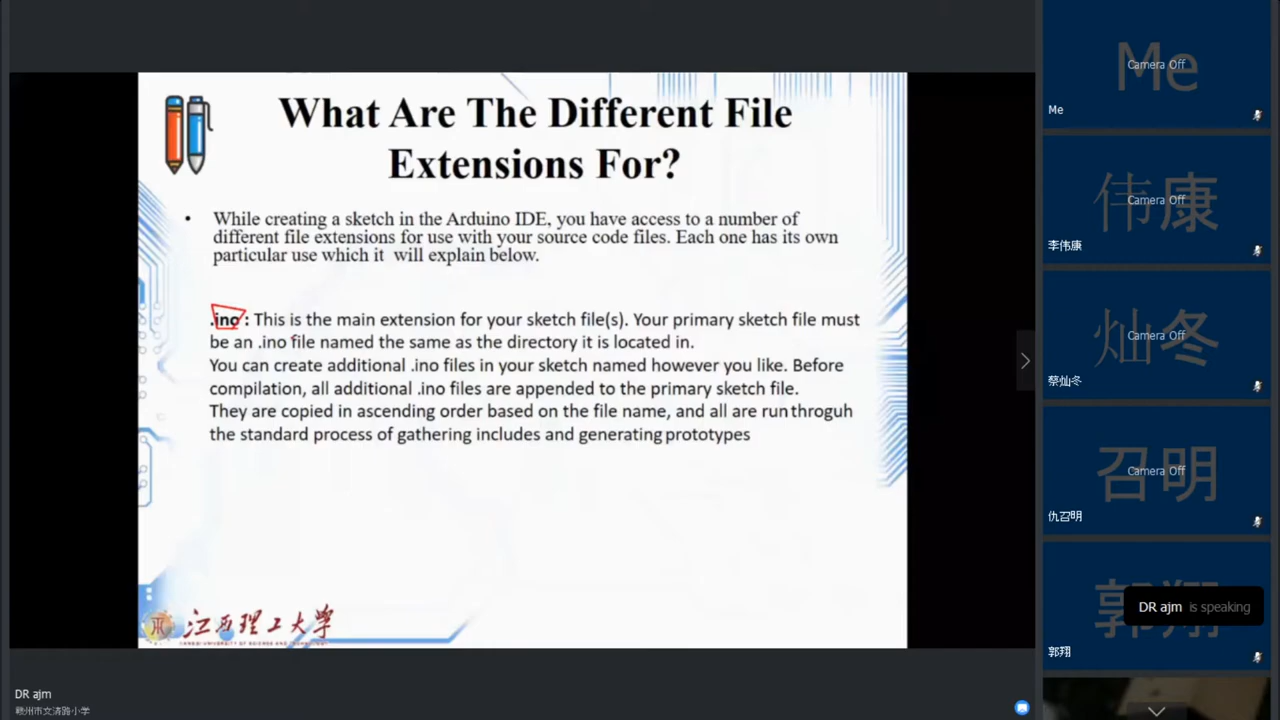 What Are The Different File
Extensions For?
• While creating a sketch in the Arduino IDE, you have access to a number of
different file extensions for use with your source code files. Each one has its own
particular use which it will explain below.
.ino : This is the main extension for your sketch file(s). Your primary sketch file must
be an .ino file named the same as the directory it is located in.
You can create additional .ino files in your sketch named however you like. Before
compilation, all additional .ino files are appended to the primary sketch file.
They are copied in ascending order based on the file name, and all are run throguh
the standard process of gathering includes and generating prototypes
江西理工大学
JIANGXI UNIVERSITY OF SCIENCE AND TECHNOLOGY
DR ajm
赣州市文清路小学
Me
Camera Off
Me
伟康
Camera Off
李伟康
灿冬
Camera Off
蔡灿冬
召明
Camera Off
仇召明
郭翔
DR ajm is speaking
郭翔